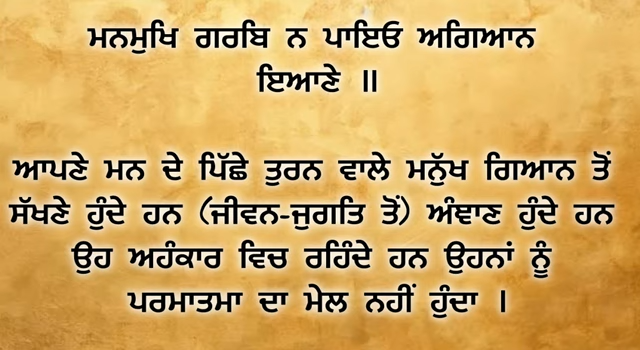 ਮਨਮੁਖਿ ਗਰਬਿ ਨ ਪਾਇਓ ਅਗਿਆਨ
ਇਆਣੇ ॥
ਆਪਣੇ ਮਨ ਦੇ ਪਿੱਛੇ ਤੁਰਨ ਵਾਲੇ ਮਨੁੱਖ ਗਿਆਨ ਤੋਂ
ਸੱਖਣੇ ਹੁੰਦੇ ਹਨ (ਜੀਵਨ-ਜੁਗਤਿ ਤੋਂ) ਅੰਞਾਣ ਹੁੰਦੇ ਹਨ
ਉਹ ਅਹੰਕਾਰ ਵਿਚ ਰਹਿੰਦੇ ਹਨ ਉਹਨਾਂ ਨੂੰ
ਪਰਮਾਤਮਾ ਦਾ ਮੇਲ ਨਹੀਂ ਹੁੰਦਾ ।